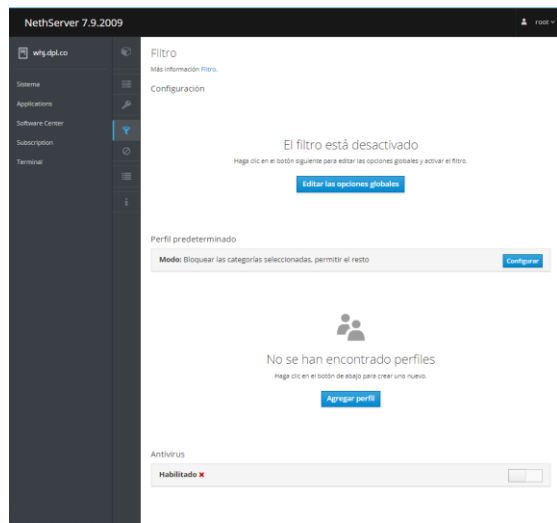 NethServer 7.9.2009
root
whj.dpl.co
Sistema
Applications
Software Center
Subscription
Terminal
Filtro
Más información Filtro.
Configuración
El filtro está desactivado
Haga clic en el botón siguiente para editar las opciones globales y activar el filtro.
Editar las opciones globales
Perfil predeterminado
Modo: Bloquear las categorías seleccionadas, permitir el resto
Configurar
No se han encontrado perfiles
Haga clic en el botón de abajo para crear uno nuevo.
Agregar perfil
Antivirus
Habilitado